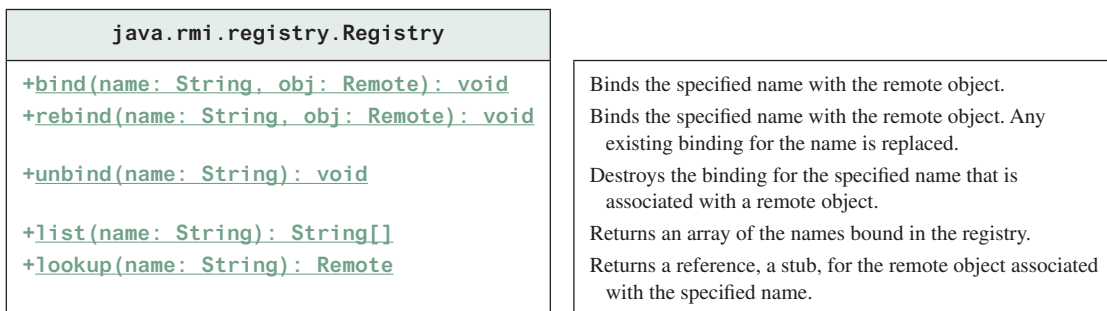 java.rmi.registry.Registry
+bind(name: String, obj: Remote): void
Binds the specified name with the remote object.
+rebind(name: String, obj: Remote): void
Binds the specified name with the remote object. Any
existing binding for the name is replaced.
+unbind(name: String): void
Destroys the binding for the specified name that is
associated with a remote object.
+list(name: String): String[]
Returns an array of the names bound in the registry.
+lookup(name: String): Remote
Returns a reference, a stub, for the remote object associated
with the specified name.